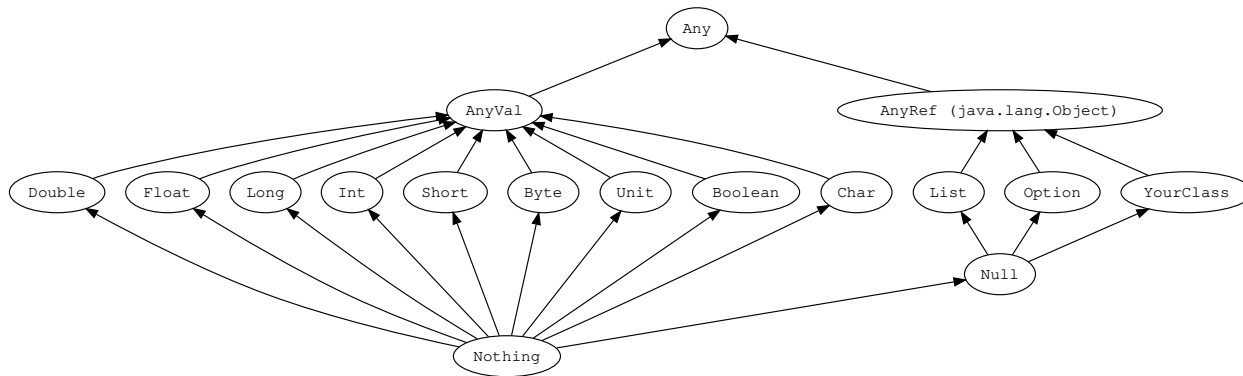 Any
AnyVal
AnyRef (java.lang.Object)
Double
Float
Long
Int
Short
Byte
Unit
Boolean
Char
List
Option
YourClass
Null
Nothing